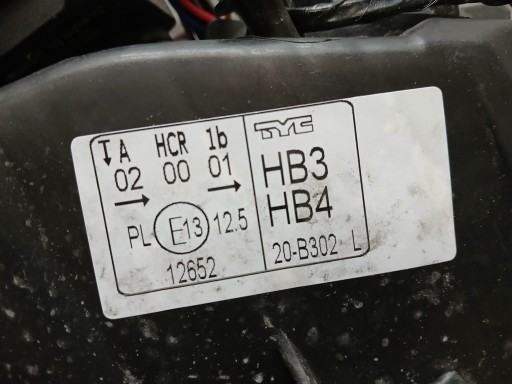 ↓ A HCR 1b
02 00 01
→ →
PL E13 12.5
12652
TYC
HB3
HB4
20-B302 L